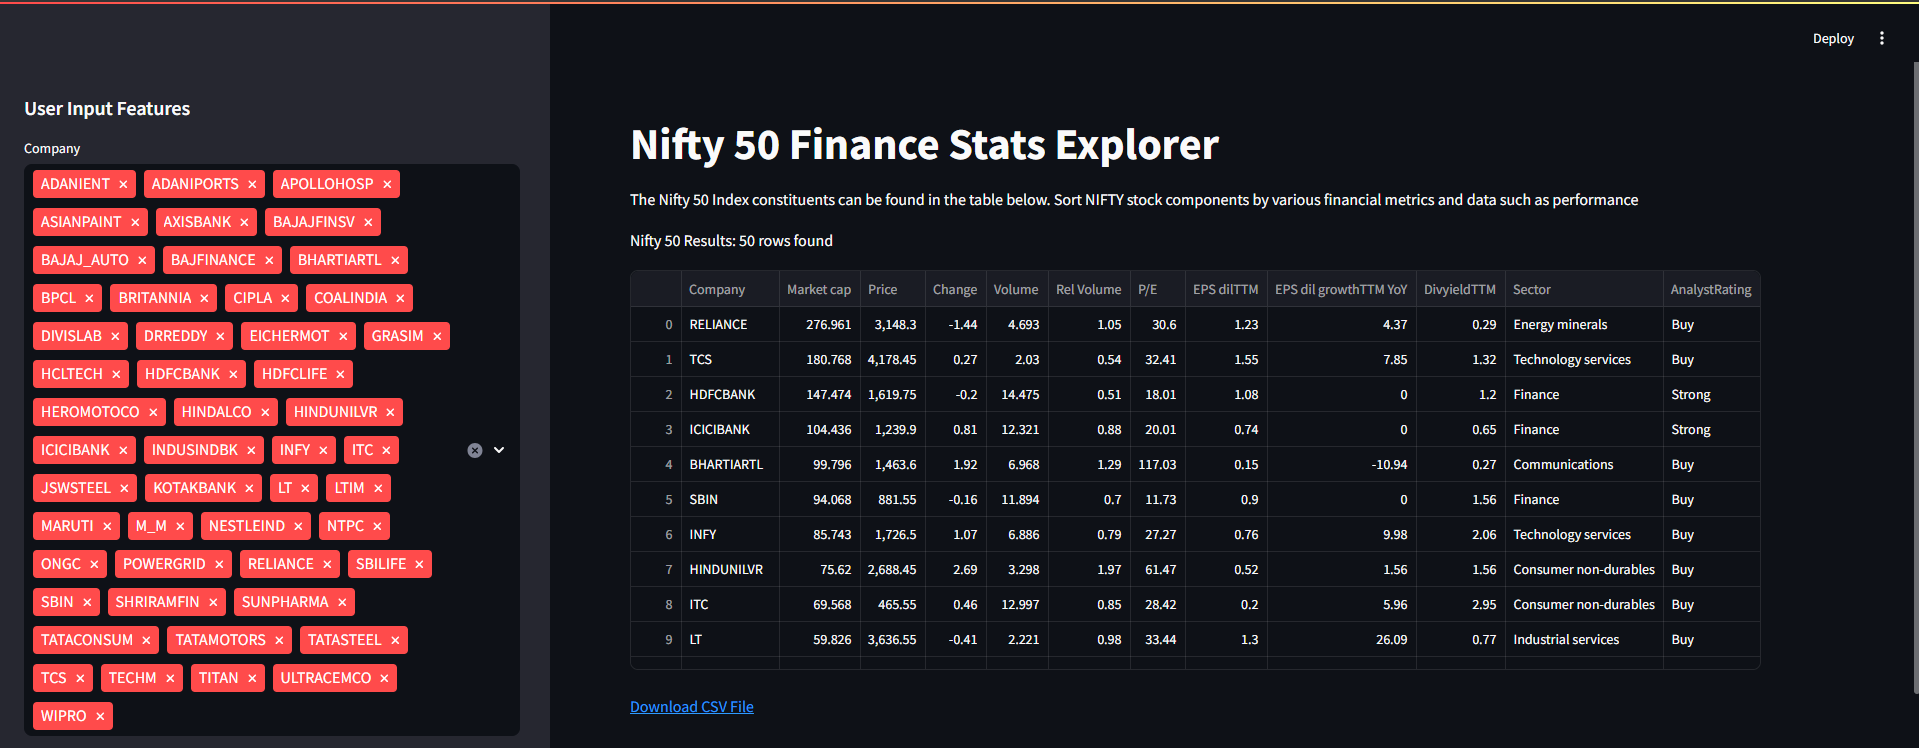 Deploy
User Input Features
Company
ADANIENT × ADANIPORTS × APOLLOHOSP ×
ASIANPAINT × AXISBANK × BAJAJFINSV ×
BAJAJ_AUTO × BAJFINANCE × BHARTIARTL ×
BPCL × BRITANNIA × CIPLA × COALINDIA ×
DIVISLAB × DRREDDY × EICHERMOT × GRASIM ×
HCLTECH × HDFCBANK × HDFCLIFE ×
HEROMOTOCO × HINDALCO × HINDUNILVR ×
ICICIBANK × INDUSINDBK × INFY × ITC ×
JSWSTEEL × KOTAKBANK × LT × LTIM ×
MARUTI × M_M × NESTLEIND × NTPC ×
ONGC × POWERGRID × RELIANCE × SBILIFE ×
SBIN × SHRIRAMFIN × SUNPHARMA ×
TATACONSUM × TATAMOTORS × TATASTEEL ×
TCS × TECHM × TITAN × ULTRACEMCO ×
WIPRO ×
Nifty 50 Finance Stats Explorer
The Nifty 50 Index constituents can be found in the table below. Sort NIFTY stock components by various financial metrics and data such as performance
Nifty 50 Results: 50 rows found
Company Market cap Price Change Volume Rel Volume P/E EPS dilTTM EPS dil growthTTM YoY DivyieldTTM Sector AnalystRating
0 RELIANCE 276.961 3,148.3 -1.44 4.693 1.05 30.6 1.23 4.37 0.29 Energy minerals Buy
1 TCS 180.768 4,178.45 0.27 2.03 0.54 32.41 1.55 7.85 1.32 Technology services Buy
2 HDFCBANK 147.474 1,619.75 -0.2 14.475 0.51 18.01 1.08 0 1.2 Finance Strong
3 ICICIBANK 104.436 1,239.9 0.81 12.321 0.88 20.01 0.74 0 0.65 Finance Strong
4 BHARTIARTL 99.796 1,463.6 1.92 6.968 1.29 117.03 0.15 -10.94 0.27 Communications Buy
5 SBIN 94.068 881.55 -0.16 11.894 0.7 11.73 0.9 0 1.56 Finance Buy
6 INFY 85.743 1,726.5 1.07 6.886 0.79 27.27 0.76 9.98 2.06 Technology services Buy
7 HINDUNILVR 75.62 2,688.45 2.69 3.298 1.97 61.47 0.52 1.56 1.56 Consumer non-durables Buy
8 ITC 69.568 465.55 0.46 12.997 0.85 28.42 0.2 5.96 2.95 Consumer non-durables Buy
9 LT 59.826 3,636.55 -0.41 2.221 0.98 33.44 1.3 26.09 0.77 Industrial services Buy
Download CSV File